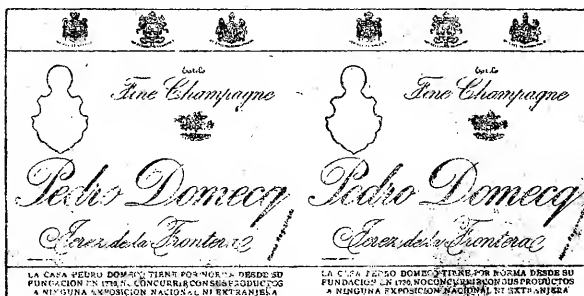 Fine Champagne
Pedro Domecq
Jerez de la Frontera
LA CASA PEDRO DOMECQ TIENE POR NORMA DESDE SU
FUNDACION EN 1730, NO CONCURRIR CON SUS PRODUCTOS
A NINGUNA EXPOSICION NACIONAL NI EXTRANJERA
Fine Champagne
Pedro Domecq
Jerez de la Frontera
LA CASA PEDRO DOMECQ TIENE POR NORMA DESDE SU
FUNDACION EN 1730, NO CONCURRIR CON SUS PRODUCTOS
A NINGUNA EXPOSICION NACIONAL NI EXTRANJERA